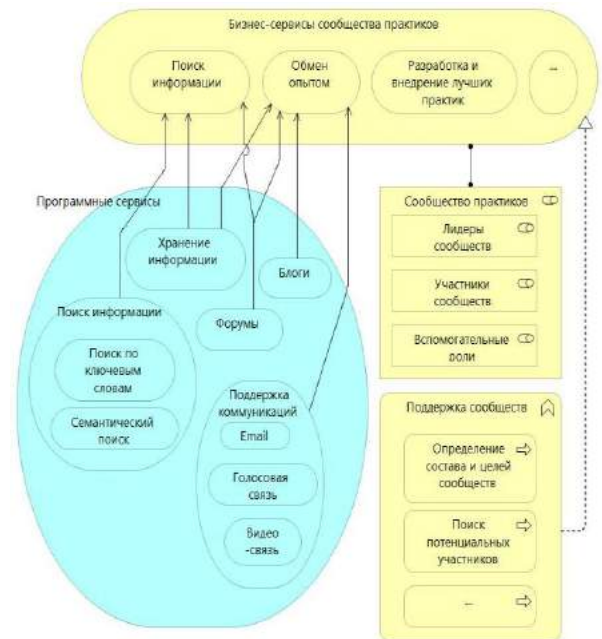 Бизнес-сервисы сообщества практиков
Поиск
информации
Обмен
опытом
Разработка и
внедрение лучших
практик
...
Программные сервисы
Хранение
информации
Блоги
Форумы
Поиск информации
Поиск по
ключевым
словам
Семантический
поиск
Поддержка
коммуникаций
Email
Голосовая
связь
Видео
-связь
Сообщество практиков
Лидеры
сообществ
Участники
сообществ
Вспомогательные
роли
Поддержка сообществ
Определение
состава и целей
сообществ
Поиск
потенциальных
участников
...